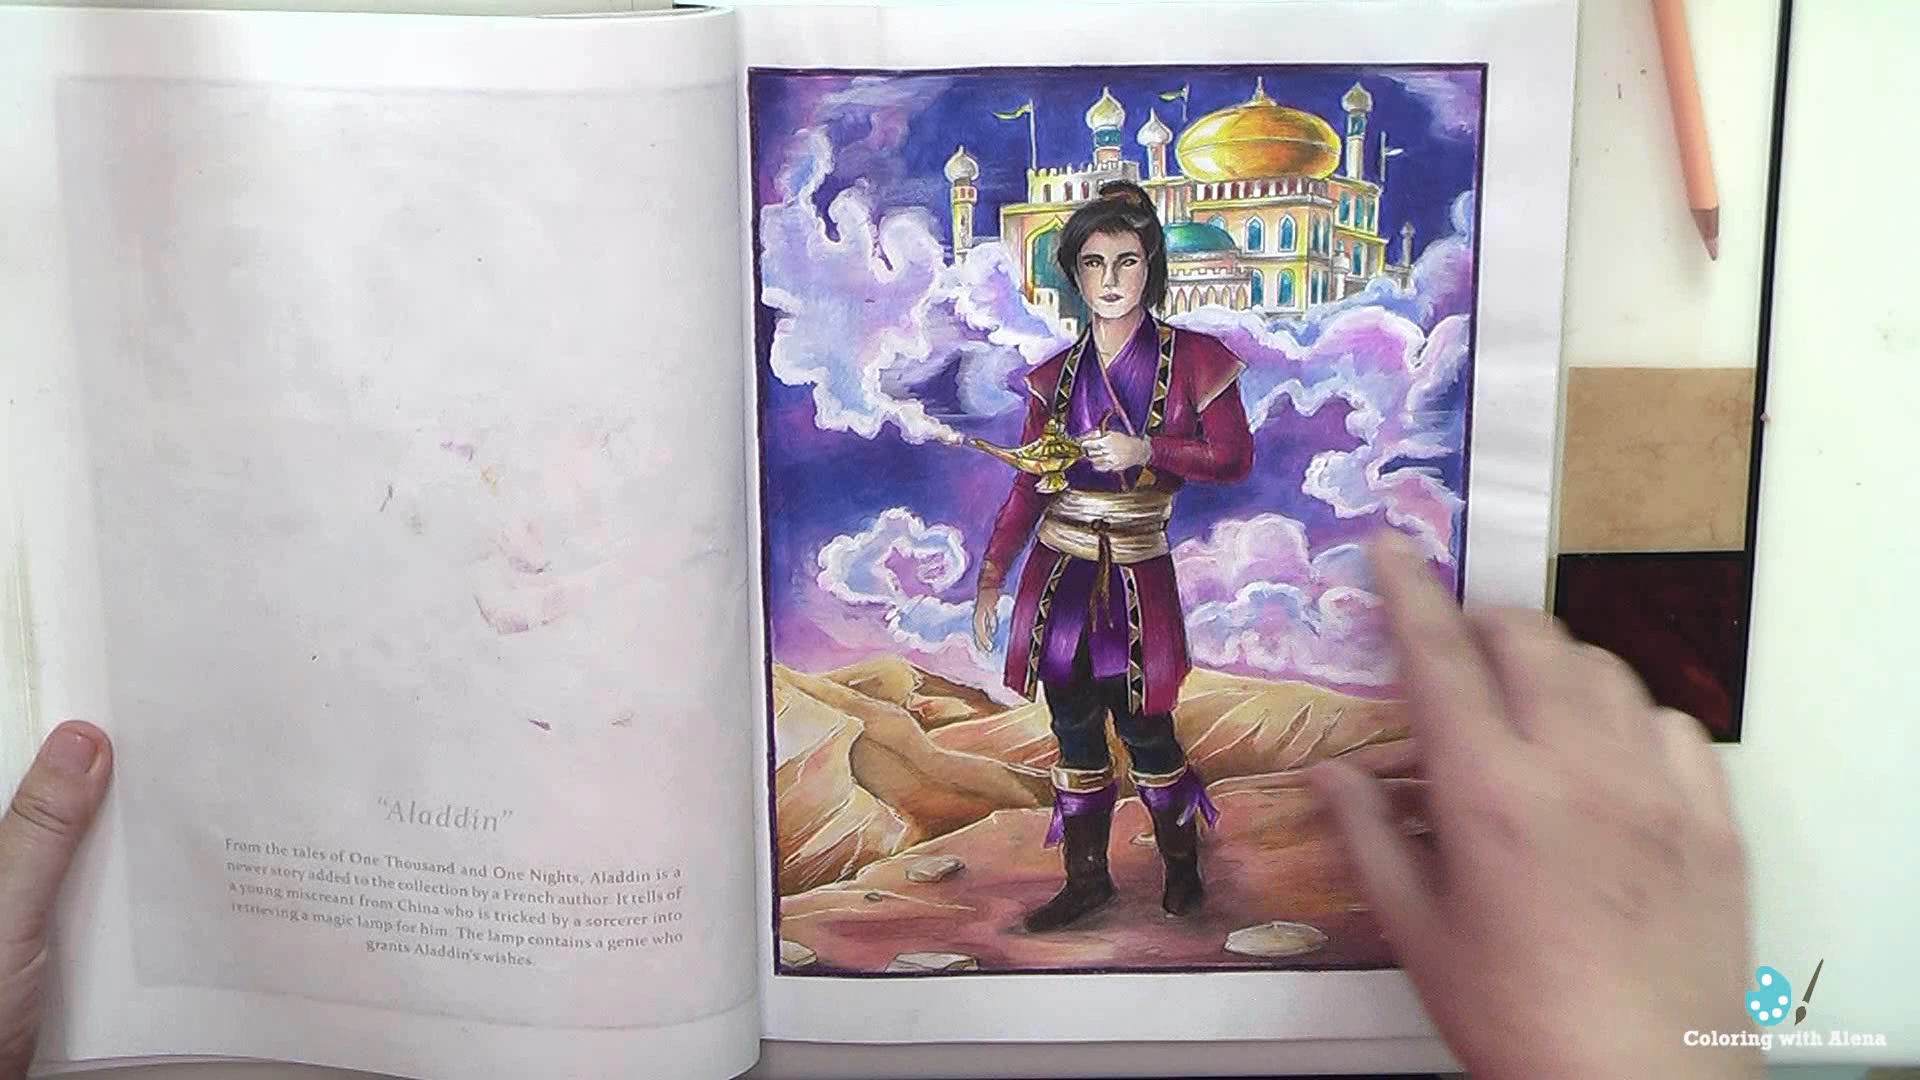 "Aladdin"
From the tales of One Thousand and One Nights, Aladdin is a
newer story added to the collection by a French author. It tells of
a young miscreant from China who is tricked by a sorcerer into
retrieving a magic lamp for him. The lamp contains a genie who
grants Aladdin's wishes.
Coloring with Alena